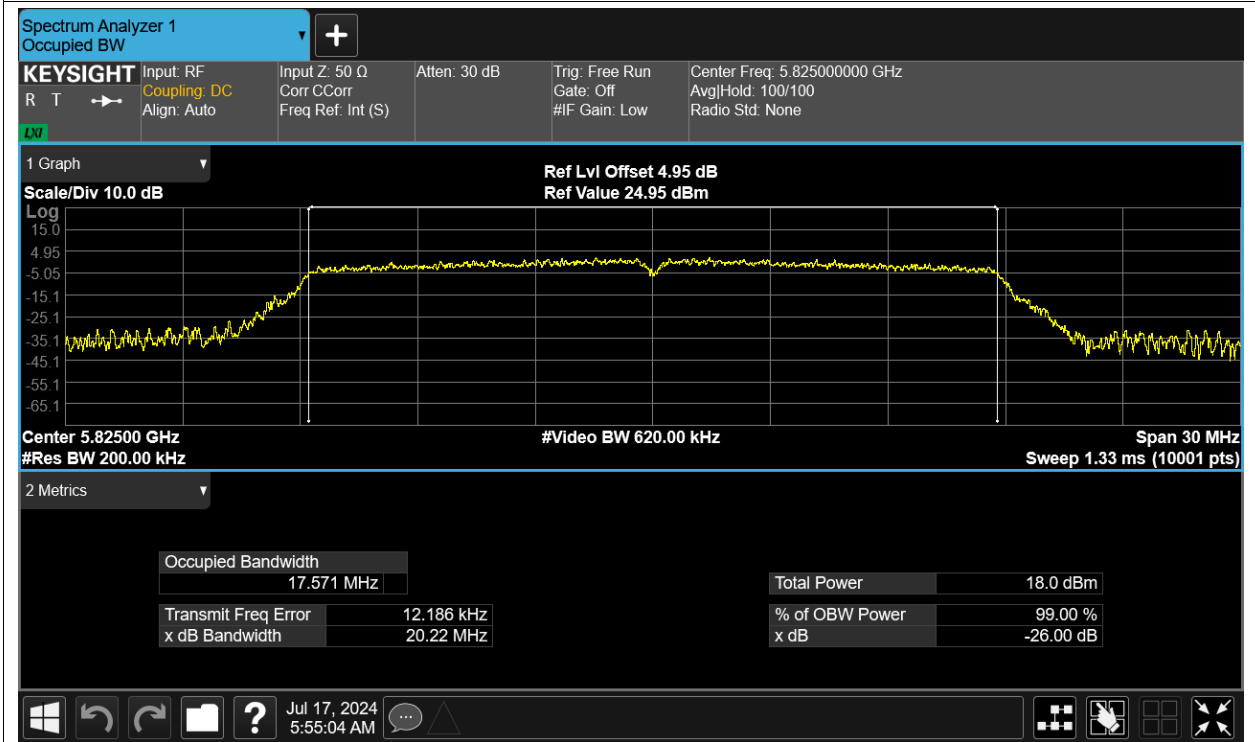 Spectrum Analyzer 1
Occupied BW
KEYSIGHT
R T
LXI
Input: RF
Coupling: DC
Align: Auto
Input Z: 50 Ω
Corr CCorr
Freq Ref: Int (S)
Atten: 30 dB
Trig: Free Run
Gate: Off
#IF Gain: Low
Center Freq: 5.825000000 GHz
Avg|Hold: 100/100
Radio Std: None
1 Graph
Scale/Div 10.0 dB
Ref Lvl Offset 4.95 dB
Ref Value 24.95 dBm
Log
15.0
4.95
-5.05
-15.1
-25.1
-35.1
-45.1
-55.1
-65.1
Center 5.82500 GHz
#Video BW 620.00 kHz
Span 30 MHz
#Res BW 200.00 kHz
Sweep 1.33 ms (10001 pts)
2 Metrics
Occupied Bandwidth
17.571 MHz
Total Power 18.0 dBm
Transmit Freq Error 12.186 kHz
% of OBW Power 99.00 %
x dB Bandwidth 20.22 MHz
x dB -26.00 dB
?
Jul 17, 2024
5:55:04 AM